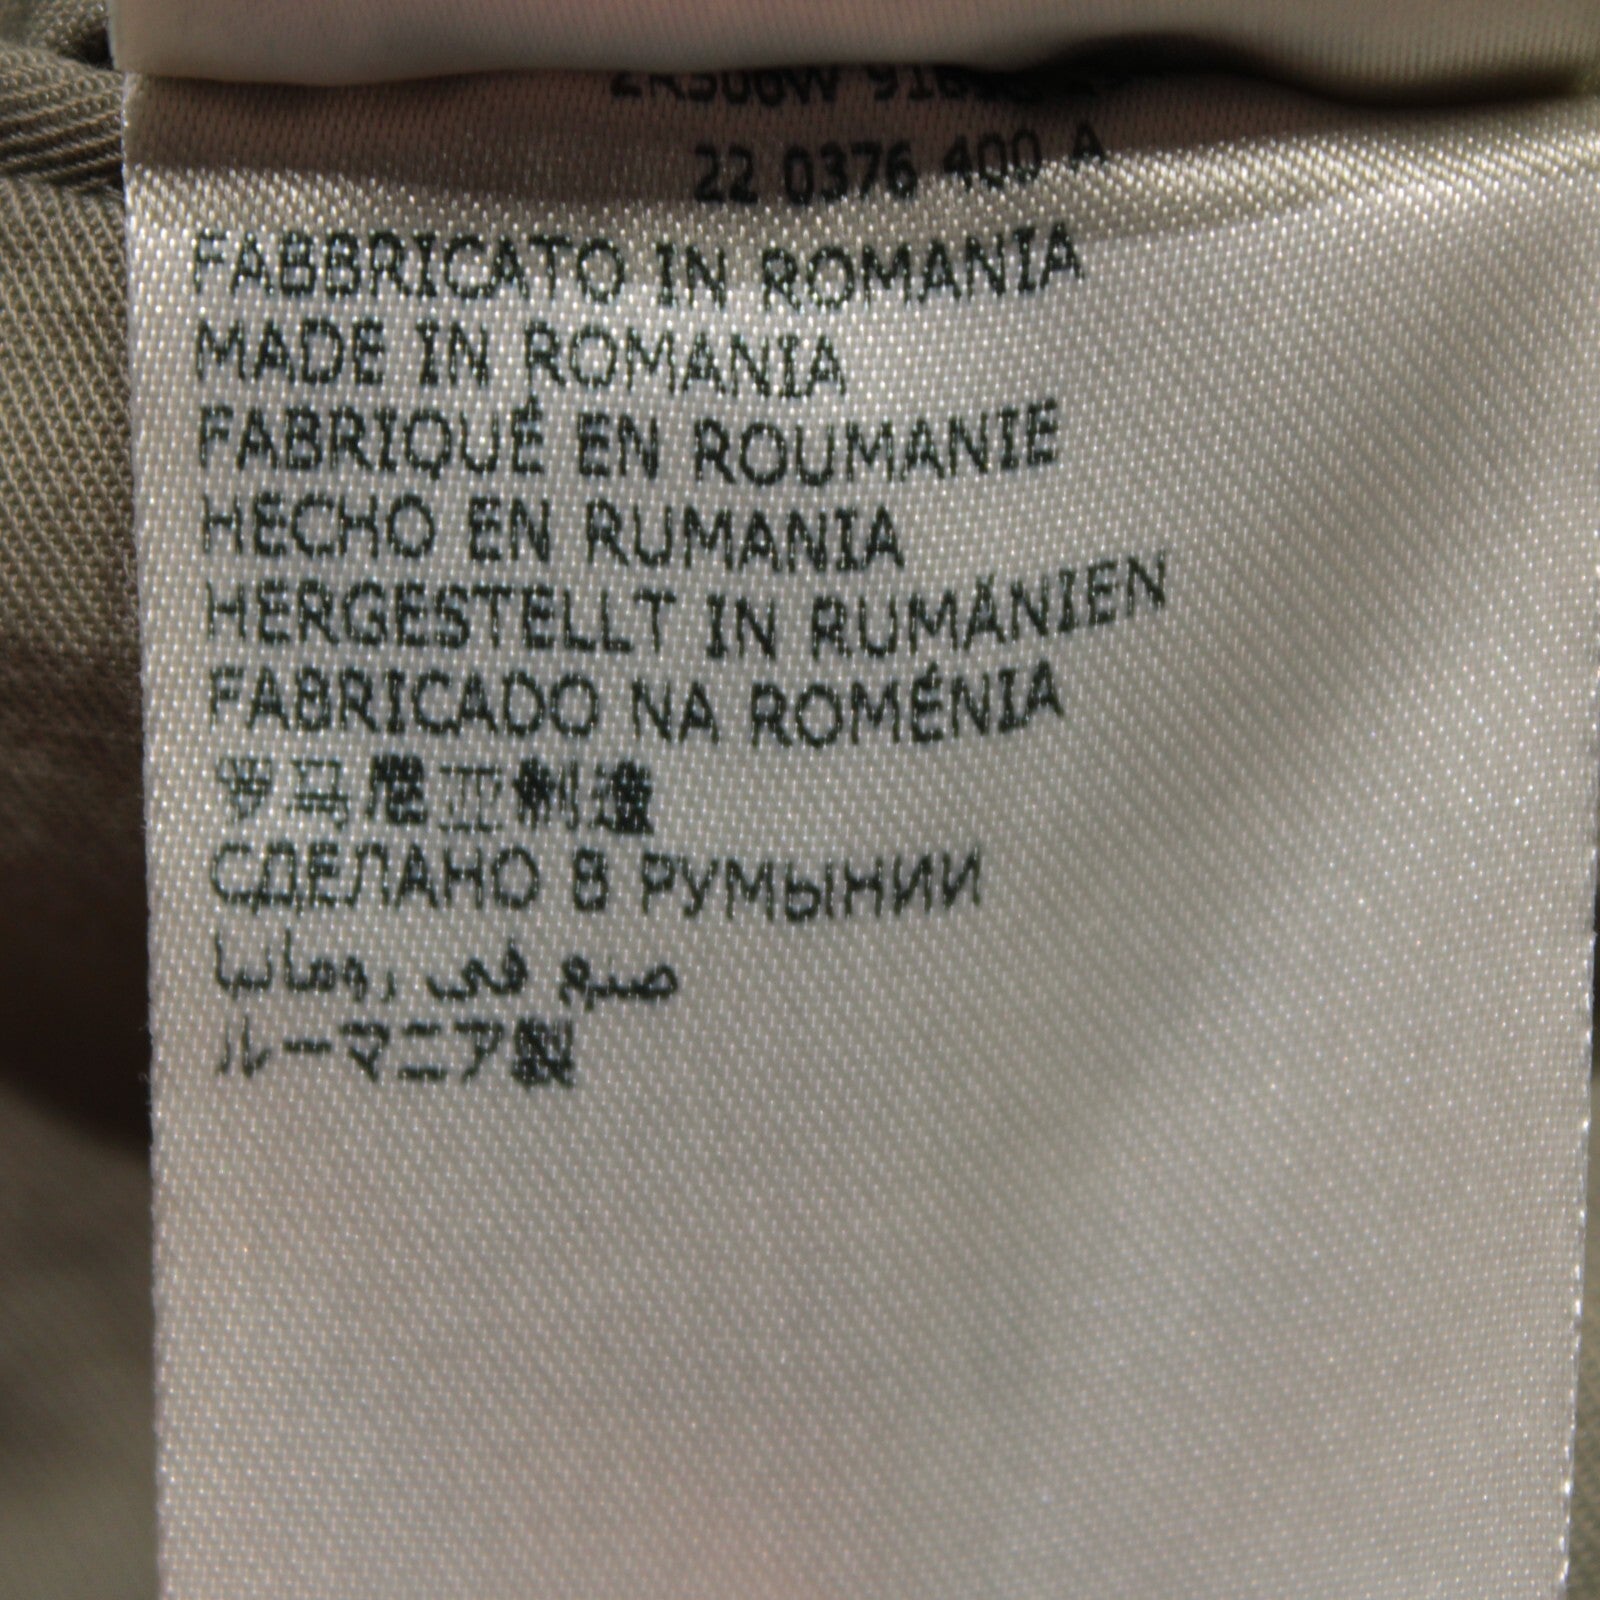 22 0376 400 A
FABBRICATO IN ROMANIA
MADE IN ROMANIA
FABRIQUÉ EN ROUMANIE
HECHO EN RUMANIA
HERGESTELLT IN RUMÄNIEN
FABRICADO NA ROMÉNIA
罗马尼亚制造
СДЕЛАНО В РУМЫНИИ
صنع في رومانيا
ルーマニア製